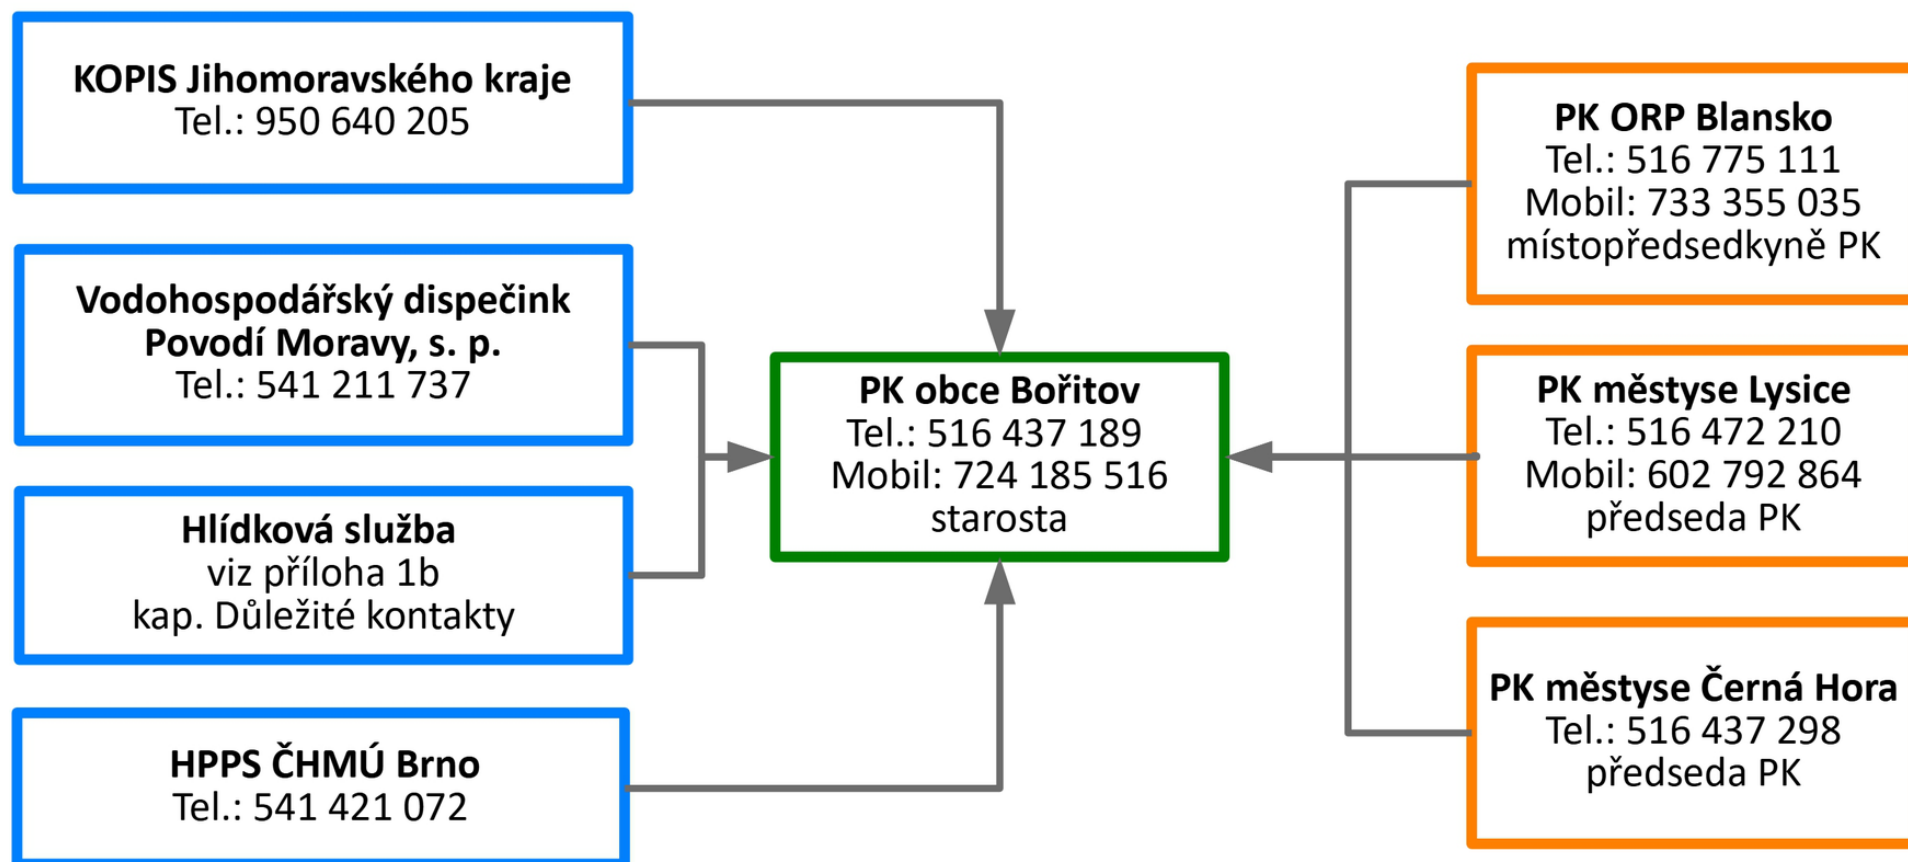 KOPIS Jihomoravského kraje
Tel.: 950 640 205
Vodohospodářský dispečink
Povodí Moravy, s. p.
Tel.: 541 211 737
Hlídková služba
viz příloha 1b
kap. Důležité kontakty
HPPS ČHMÚ Brno
Tel.: 541 421 072
PK obce Bořitov
Tel.: 516 437 189
Mobil: 724 185 516
starosta
PK ORP Blansko
Tel.: 516 775 111
Mobil: 733 355 035
místopředsedkyně PK
PK městyse Lysice
Tel.: 516 472 210
Mobil: 602 792 864
předseda PK
PK městyse Černá Hora
Tel.: 516 437 298
předseda PK